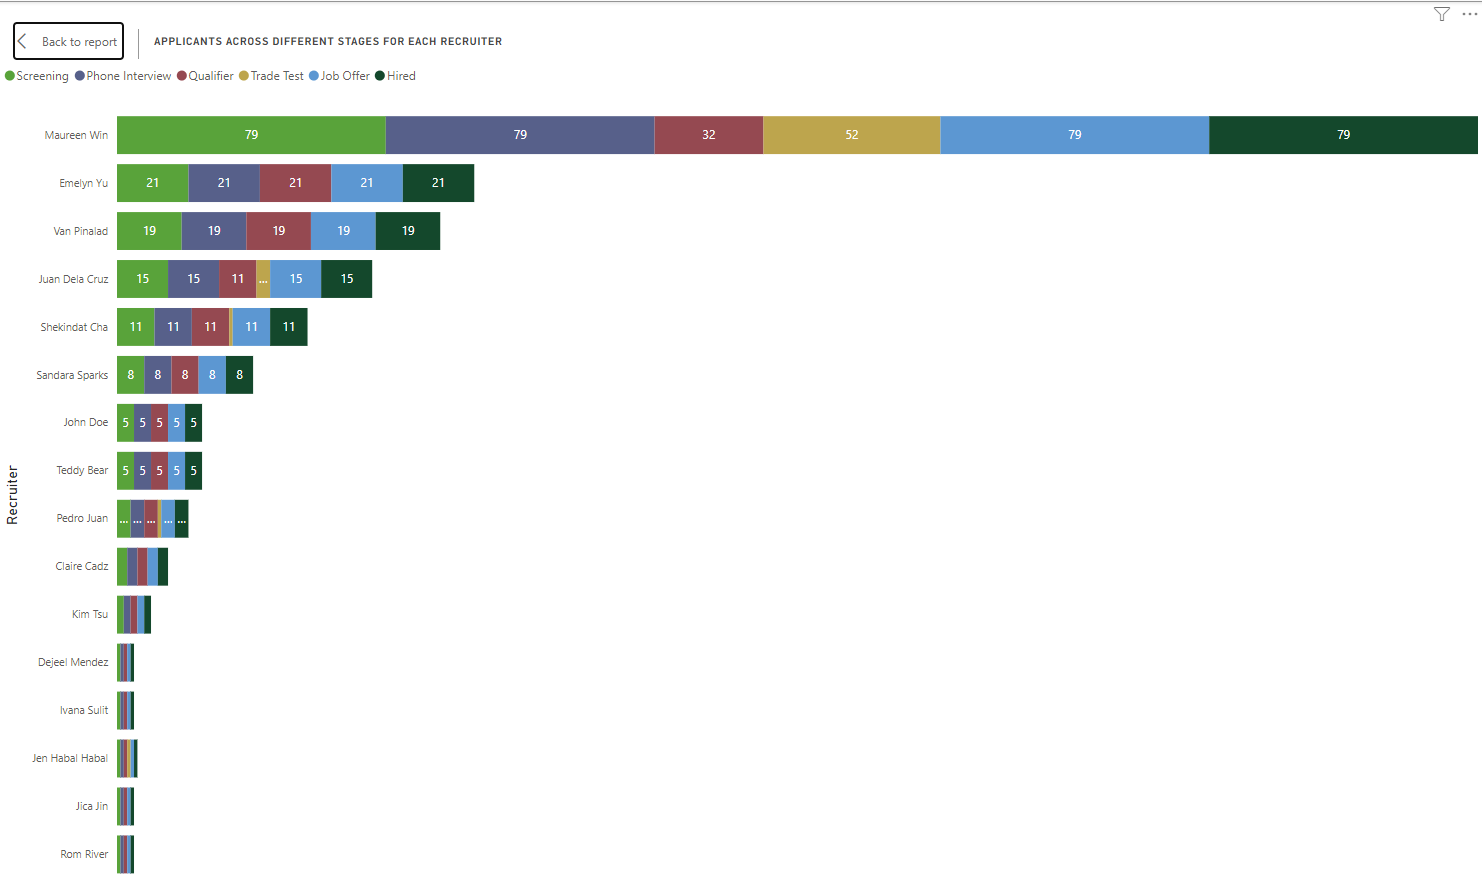 Back to report
APPLICANTS ACROSS DIFFERENT STAGES FOR EACH RECRUITER
Screening Phone Interview Qualifier Trade Test Job Offer Hired
Recruiter
Maureen Win 79 79 32 52 79 79
Emelyn Yu 21 21 21 21 21
Van Pinalad 19 19 19 19 19
Juan Dela Cruz 15 15 11 ... 15 15
Shekindat Cha 11 11 11 11 11
Sandara Sparks 8 8 8 8 8
John Doe 5 5 5 5 5
Teddy Bear 5 5 5 5 5
Pedro Juan ... ... ... ... ...
Claire Cadz
Kim Tsu
Dejeel Mendez
Ivana Sulit
Jen Habal Habal
Jica Jin
Rom River